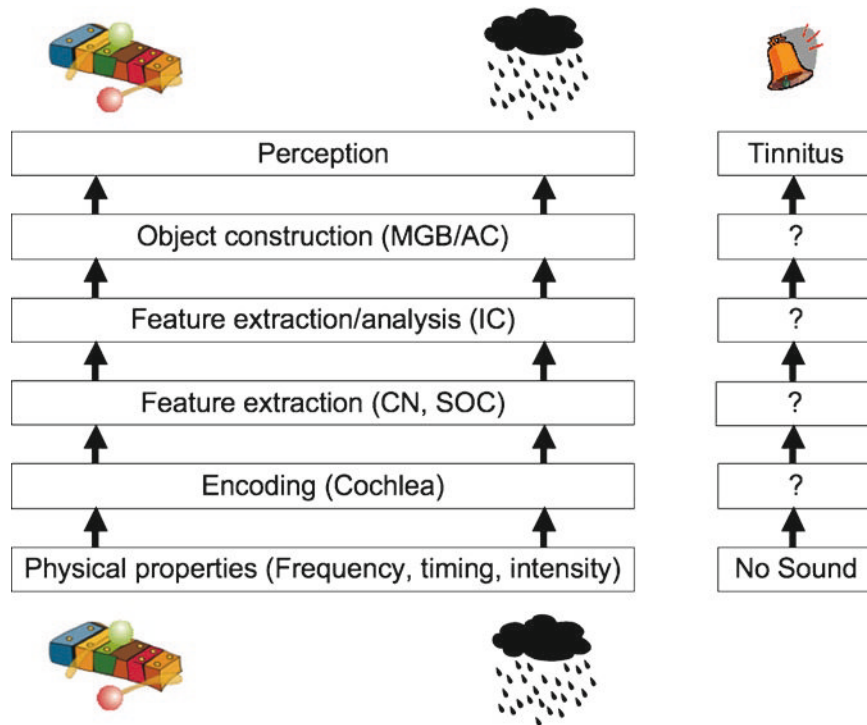 Perception
Tinnitus
Object construction (MGB/AC)
?
Feature extraction/analysis (IC)
?
Feature extraction (CN, SOC)
?
Encoding (Cochlea)
?
Physical properties (Frequency, timing, intensity)
No Sound